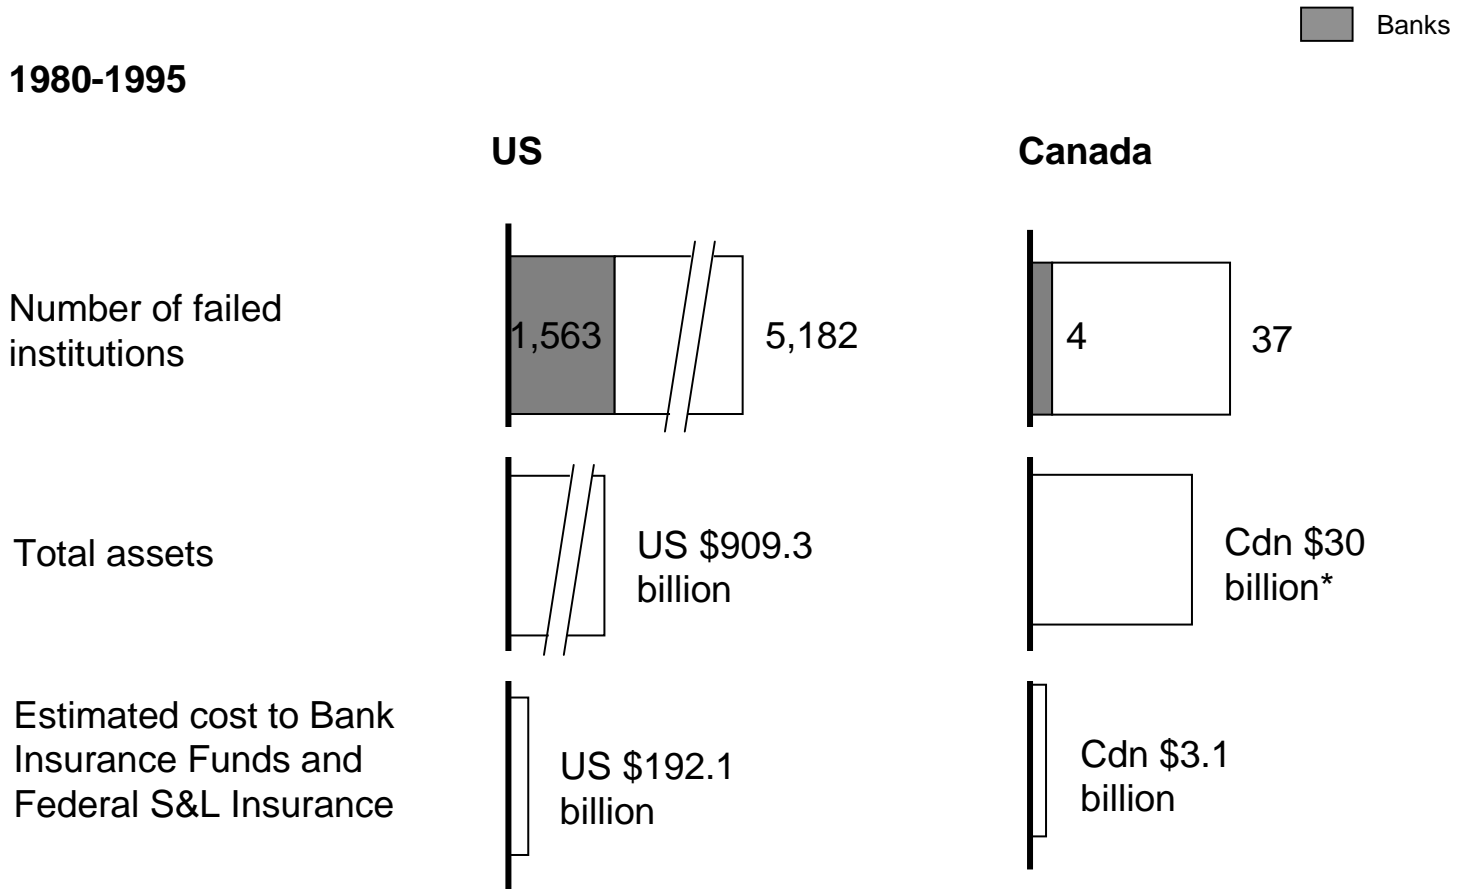 Banks
1980-1995
US
Canada
Number of failed
institutions
1,563
5,182
4
37
Total assets
US $909.3
billion
Cdn $30
billion*
Estimated cost to Bank
Insurance Funds and
Federal S&L Insurance
US $192.1
billion
Cdn $3.1
billion